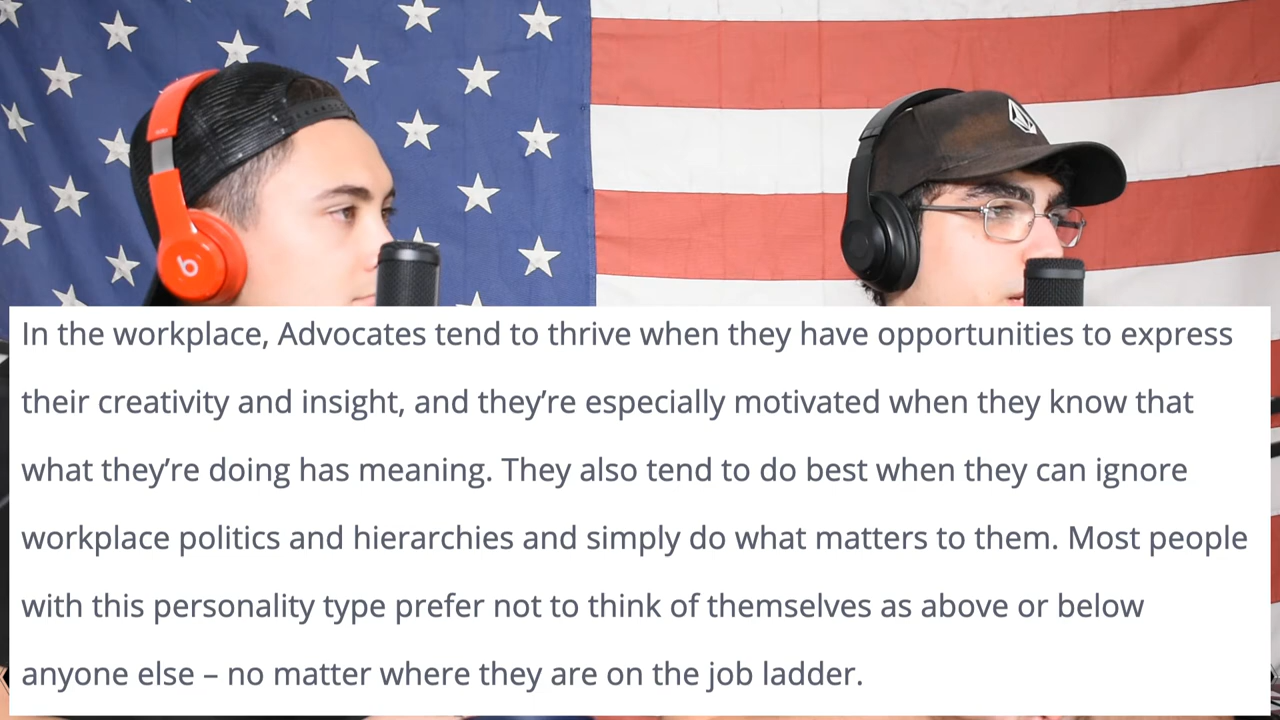 In the workplace, Advocates tend to thrive when they have opportunities to express
their creativity and insight, and they’re especially motivated when they know that
what they’re doing has meaning. They also tend to do best when they can ignore
workplace politics and hierarchies and simply do what matters to them. Most people
with this personality type prefer not to think of themselves as above or below
anyone else – no matter where they are on the job ladder.